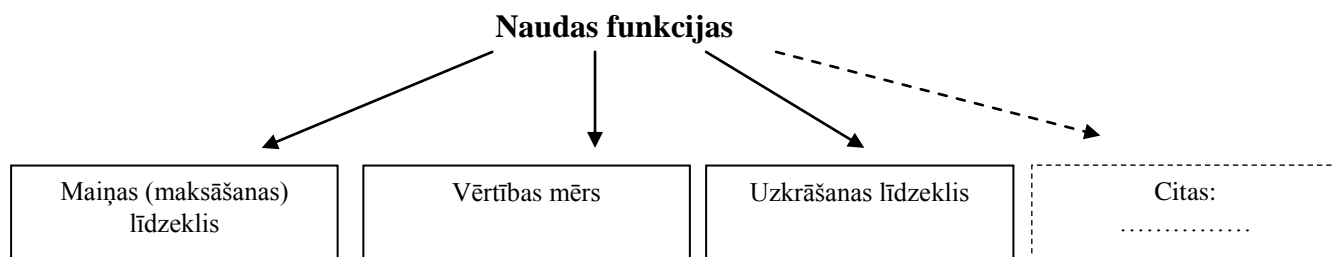 Naudas funkcijas
Maiņas (maksāšanas)
līdzeklis
Vērtības mērs
Uzkrāšanas līdzeklis
Citas:
……………